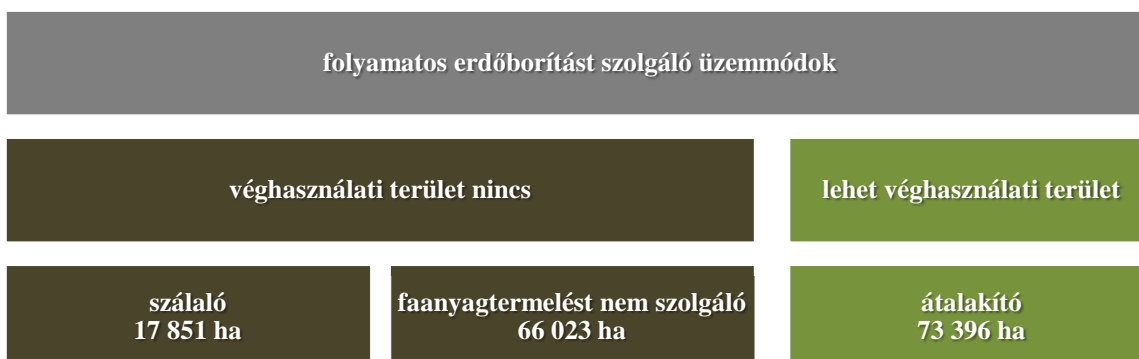 folyamatos erdőborítást szolgáló üzemmódok
véghasználati terület nincs
lehet véghasználati terület
szálaló
17 851 ha
faanyagtermelést nem szolgáló
66 023 ha
átalakító
73 396 ha